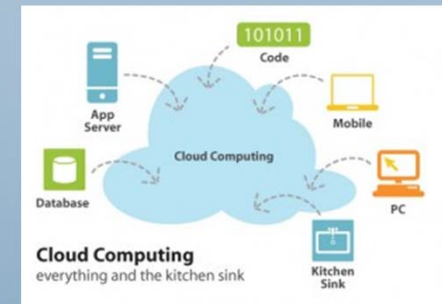 101011
Code
App
Server
Mobile
Cloud Computing
Database
PC
Kitchen
Sink
Cloud Computing
everything and the kitchen sink